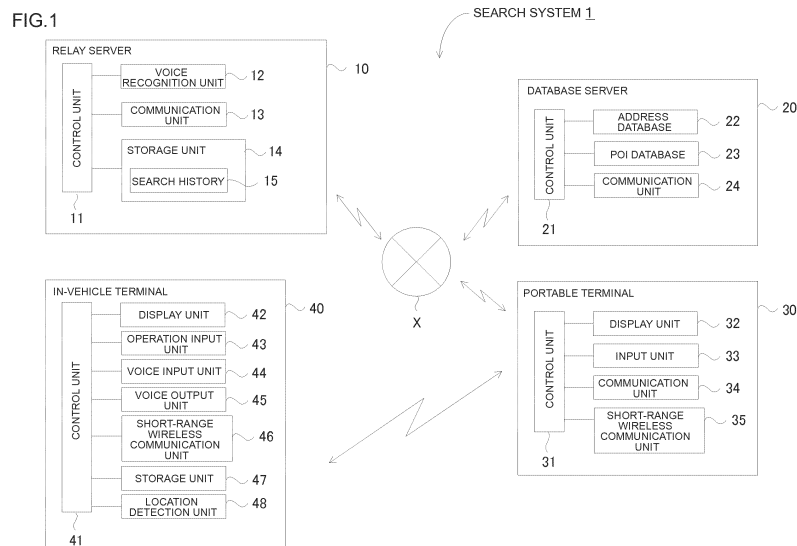 FIG.1
SEARCH SYSTEM 1
RELAY SERVER
10
CONTROL UNIT
11
VOICE
RECOGNITION UNIT
12
COMMUNICATION
UNIT
13
STORAGE UNIT
14
SEARCH HISTORY
15
DATABASE SERVER
20
CONTROL UNIT
21
ADDRESS
DATABASE
22
POI DATABASE
23
COMMUNICATION
UNIT
24
X
IN-VEHICLE TERMINAL
40
CONTROL UNIT
41
DISPLAY UNIT
42
OPERATION INPUT
UNIT
43
VOICE INPUT UNIT
44
VOICE OUTPUT
UNIT
45
SHORT-RANGE
WIRELESS
COMMUNICATION
UNIT
46
STORAGE UNIT
47
LOCATION
DETECTION UNIT
48
PORTABLE TERMINAL
30
CONTROL UNIT
31
DISPLAY UNIT
32
INPUT UNIT
33
COMMUNICATION
UNIT
34
SHORT-RANGE
WIRELESS
COMMUNICATION
UNIT
35